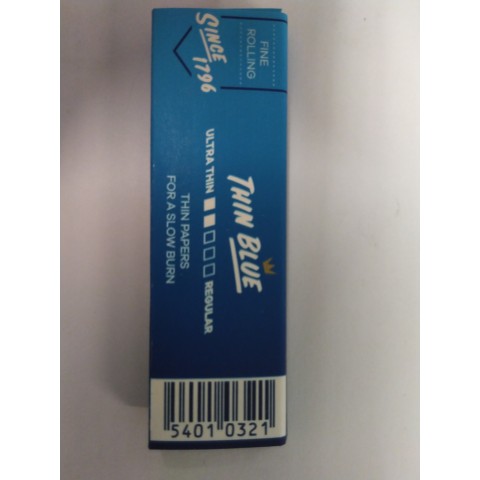 SINCE
1796
FINE
ROLLING
THIN BLUE
ULTRA THIN REGULAR
THIN PAPERS
FOR A SLOW BURN
5401 0321